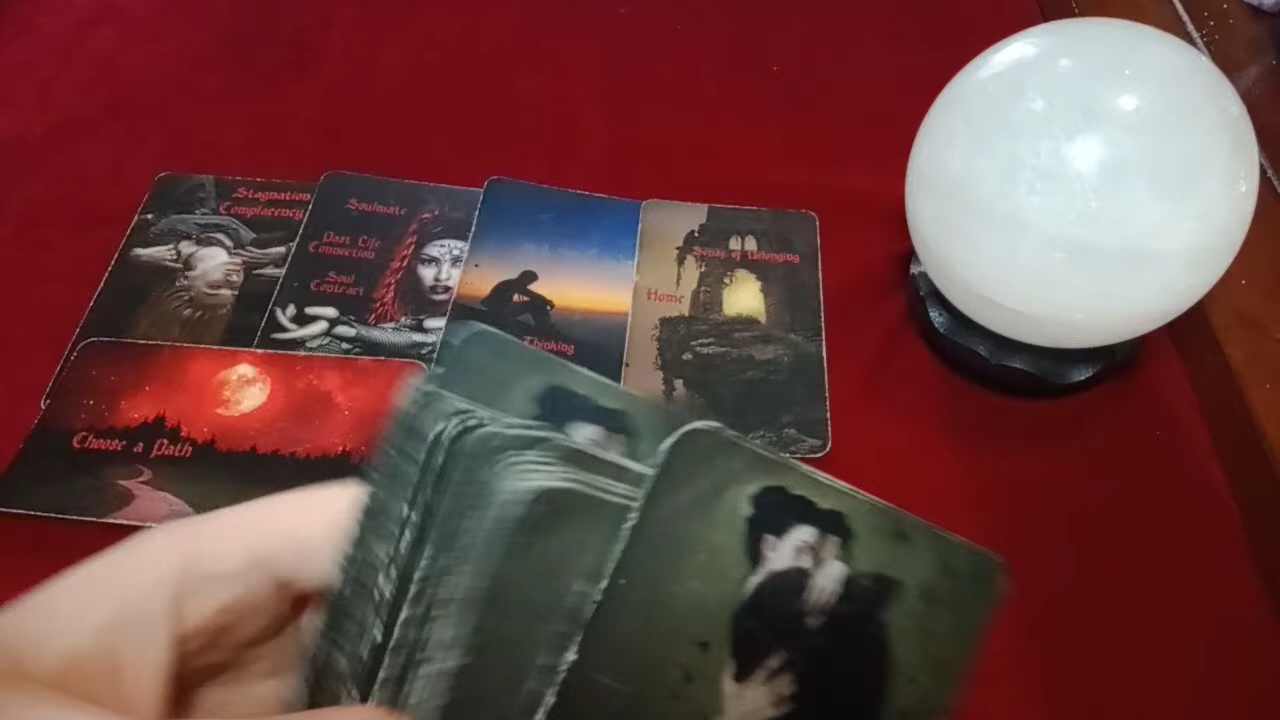 Stagnation
Complacency
Soulmate
Past Life
Connection
Soul
Contract
Thinking
Sense of Belonging
Home
Choose a Path